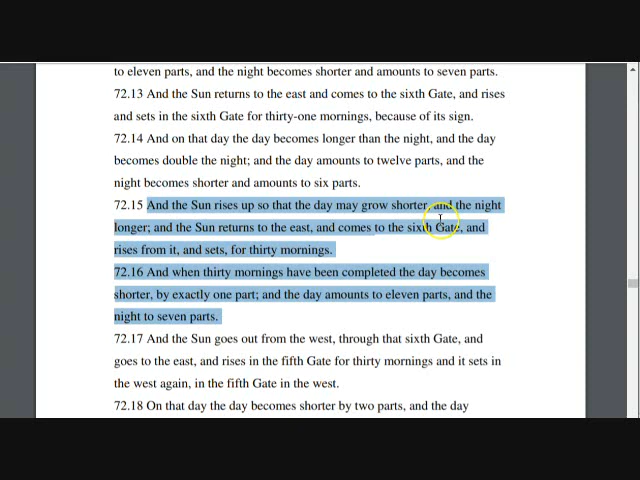 to eleven parts, and the night becomes shorter and amounts to seven parts.
72.13 And the Sun returns to the east and comes to the sixth Gate, and rises
and sets in the sixth Gate for thirty-one mornings, because of its sign.
72.14 And on that day the day becomes longer than the night, and the day
becomes double the night; and the day amounts to twelve parts, and the
night becomes shorter and amounts to six parts.
72.15 And the Sun rises up so that the day may grow shorter, and the night
longer; and the Sun returns to the east, and comes to the sixth Gate, and
rises from it, and sets, for thirty mornings.
72.16 And when thirty mornings have been completed the day becomes
shorter, by exactly one part; and the day amounts to eleven parts, and the
night to seven parts.
72.17 And the Sun goes out from the west, through that sixth Gate, and
goes to the east, and rises in the fifth Gate for thirty mornings and it sets in
the west again, in the fifth Gate in the west.
72.18 On that day the day becomes shorter by two parts, and the day